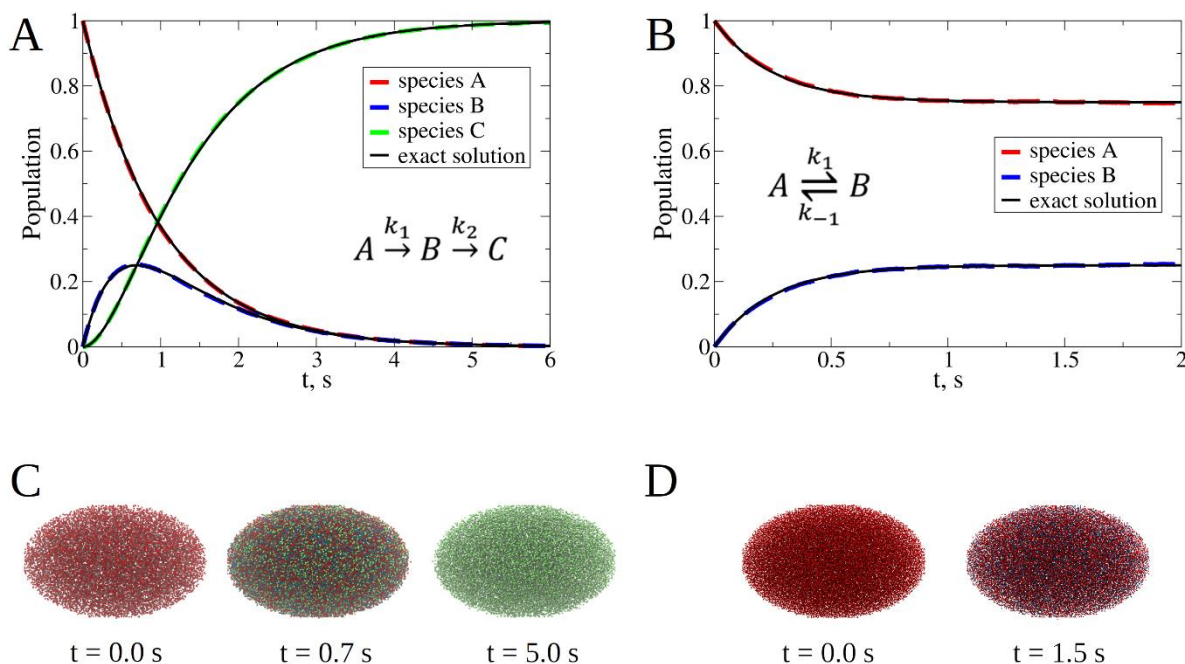 A
1
0.8
0.6
0.4
0.2
0
Population
species A
species B
species C
exact solution
A k₁→ B k₂→ C
0 1 2 3 4 5 6
t, s
B
1
0.8
0.6
0.4
0.2
0
Population
species A
species B
exact solution
k₁
A ⇌ B
k₋₁
0 0.5 1 1.5 2
t, s
C
t = 0.0 s t = 0.7 s t = 5.0 s
D
t = 0.0 s t = 1.5 s